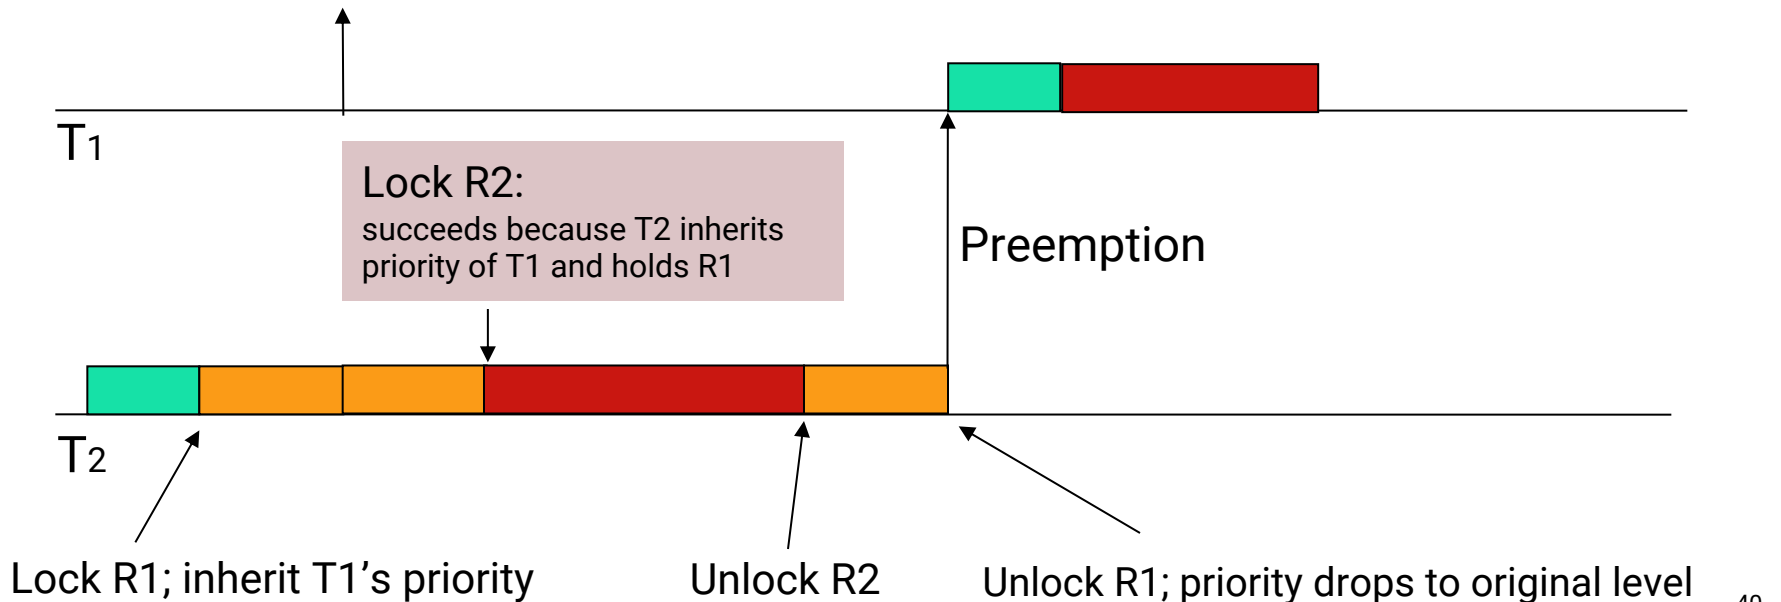 T1
Lock R2:
succeeds because T2 inherits
priority of T1 and holds R1
Preemption
T2
Lock R1; inherit T1's priority
Unlock R2
Unlock R1; priority drops to original level